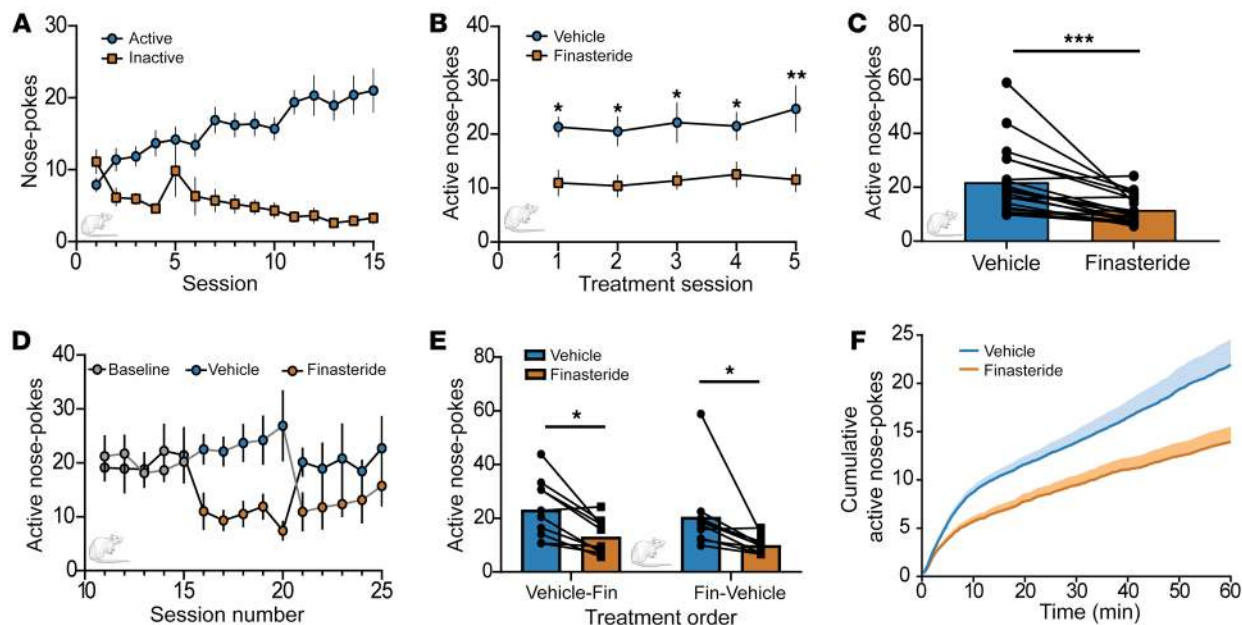 A
30
20
10
0
Nose-pokes
Active
Inactive
0
5
10
15
Session
B
40
30
20
10
0
Active nose-pokes
Vehicle
Finasteride
*
*
*
*
**
0
1
2
3
4
5
Treatment session
C
80
60
40
20
0
Active nose-pokes
***
Vehicle
Finasteride
D
40
30
20
10
0
Active nose-pokes
Baseline
Vehicle
Finasteride
10
15
20
25
Session number
E
80
60
40
20
0
Active nose-pokes
Vehicle
Finasteride
*
*
Vehicle-Fin
Fin-Vehicle
Treatment order
F
25
20
15
10
5
0
Cumulative
active nose-pokes
Vehicle
Finasteride
0
10
20
30
40
50
60
Time (min)